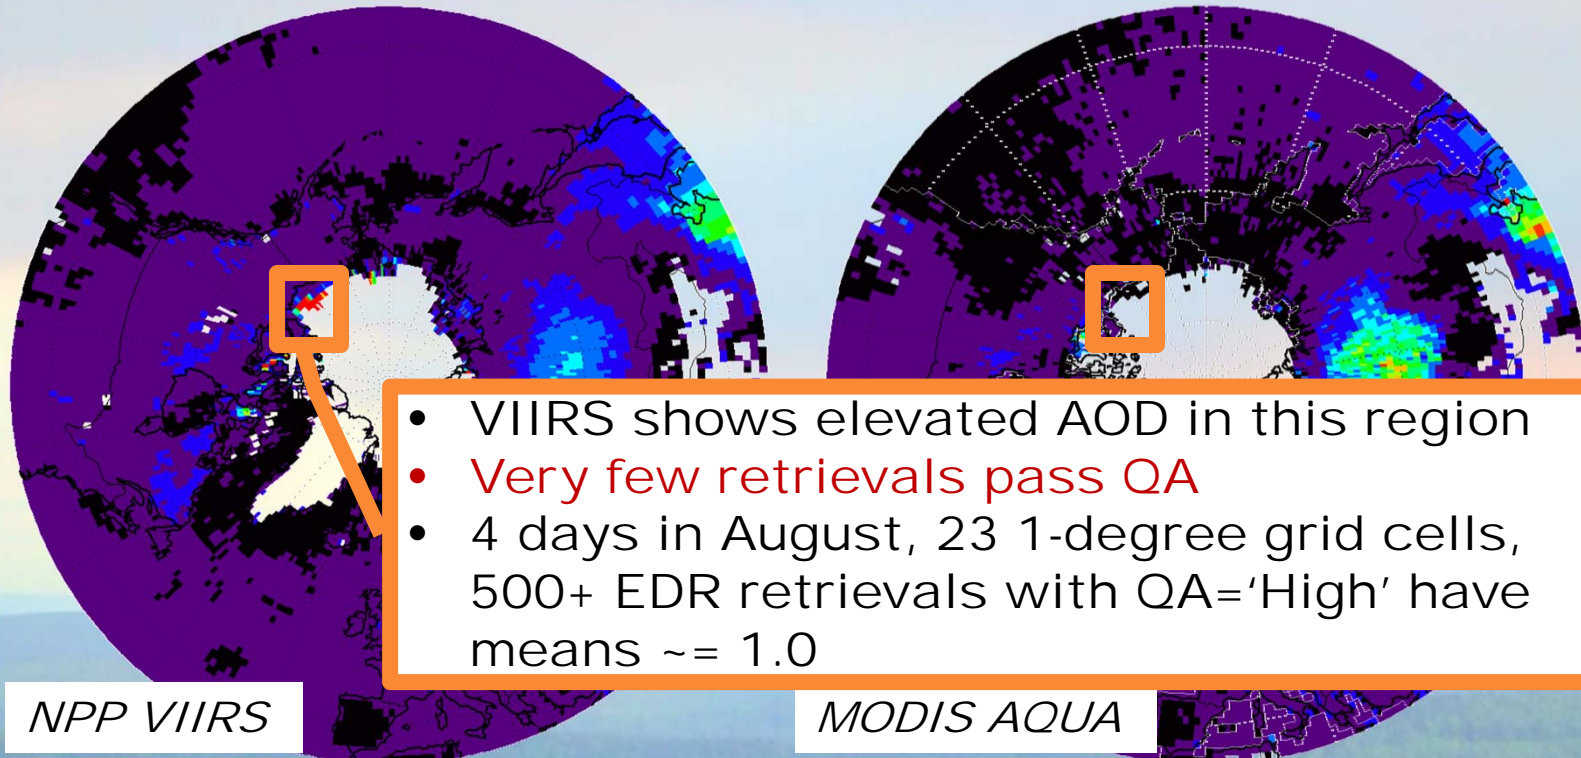 • VIIRS shows elevated AOD in this region
• Very few retrievals pass QA
• 4 days in August, 23 1-degree grid cells,
500+ EDR retrievals with QA=‘High’ have
means ~= 1.0
NPP VIIRS
MODIS AQUA